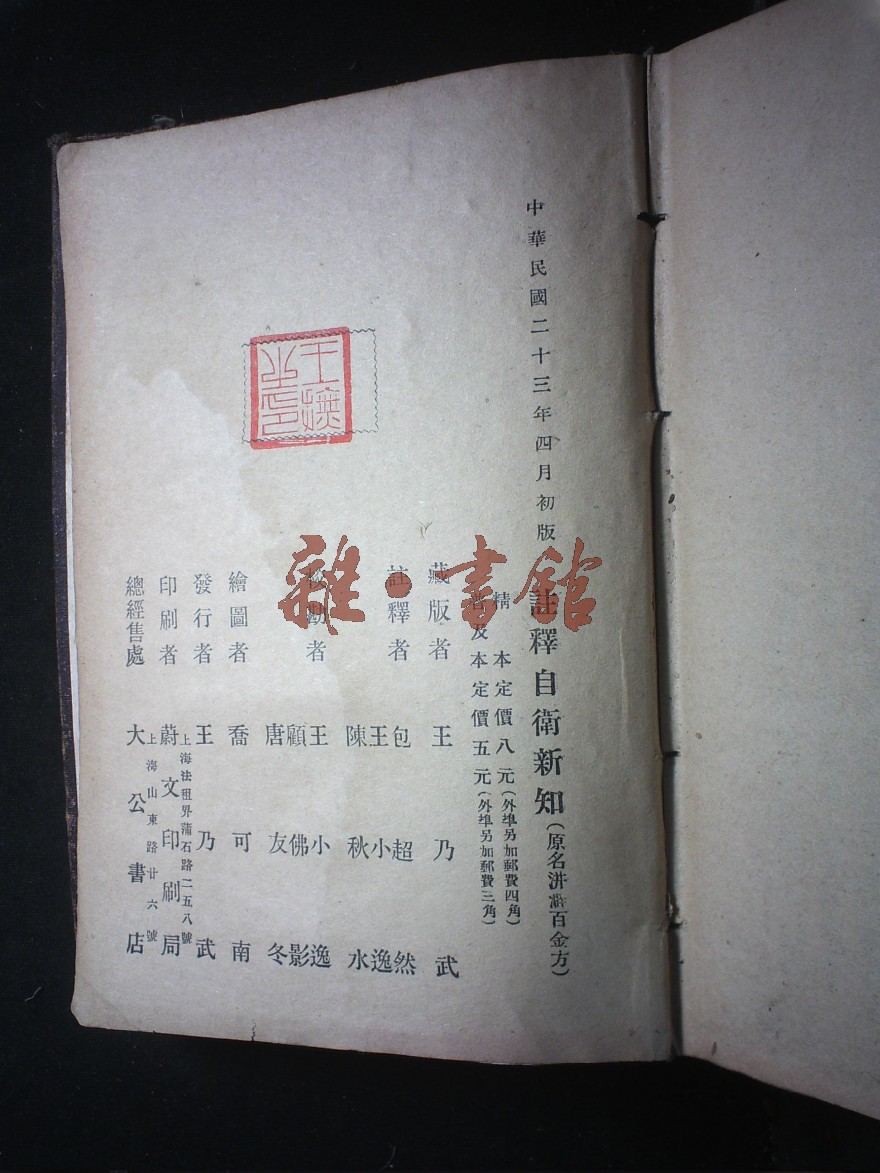 中華民國二十三年四月初版
註釋自衛新知(原名洴澼百金方)
精本定價八元(外埠另加郵費四角)
普及本定價五元(外埠另加郵費三角)
藏版者 王乃武
註釋者 包超然
王小逸
陳秋水
校勘者 王小逸
顧佛影
唐友冬
繪圖者 喬可南
發行者 王乃武
上海法租界蒲石路二五八號
印刷者 蔚文印刷局
上海山東路廿六號
總經售處 大公書店
雜·書館